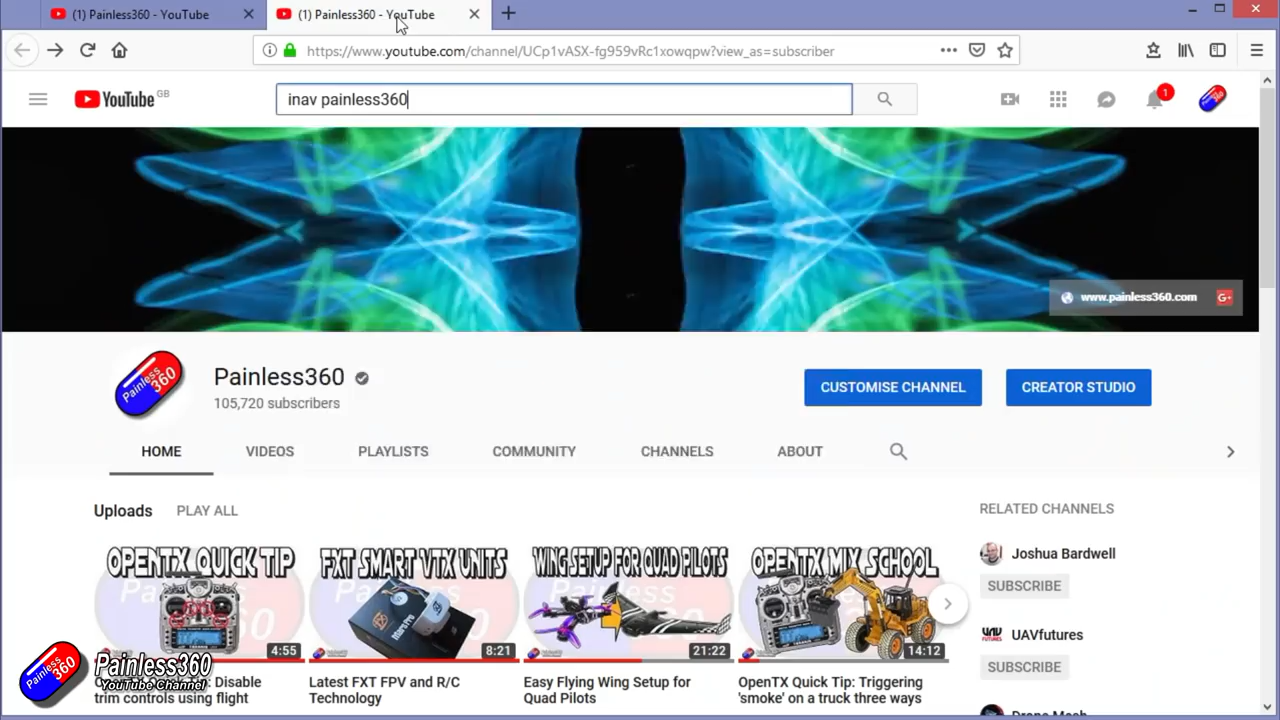 (1) Painless360 - YouTube
(1) Painless360 - YouTube
https://www.youtube.com/channel/UCp1vASX-fg959vRc1xowqpw?view_as=subscriber
YouTube GB
inav painless360
1
www.painless360.com
G+
Painless360
Painless360
105,720 subscribers
CUSTOMISE CHANNEL
CREATOR STUDIO
HOME
VIDEOS
PLAYLISTS
COMMUNITY
CHANNELS
ABOUT
Uploads
PLAY ALL
RELATED CHANNELS
OPENTX QUICK TIP
FXT SMART VTX UNITS
WING SETUP FOR QUAD PILOTS
OPENTX MIX SCHOOL
4:55
8:21
21:22
14:12
Disable
trim controls using flight
Latest FXT FPV and R/C
Technology
Easy Flying Wing Setup for
Quad Pilots
OpenTX Quick Tip: Triggering
'smoke' on a truck three ways
Joshua Bardwell
SUBSCRIBE
UAVfutures
SUBSCRIBE
Painless360
Painless360
YouTube Channel